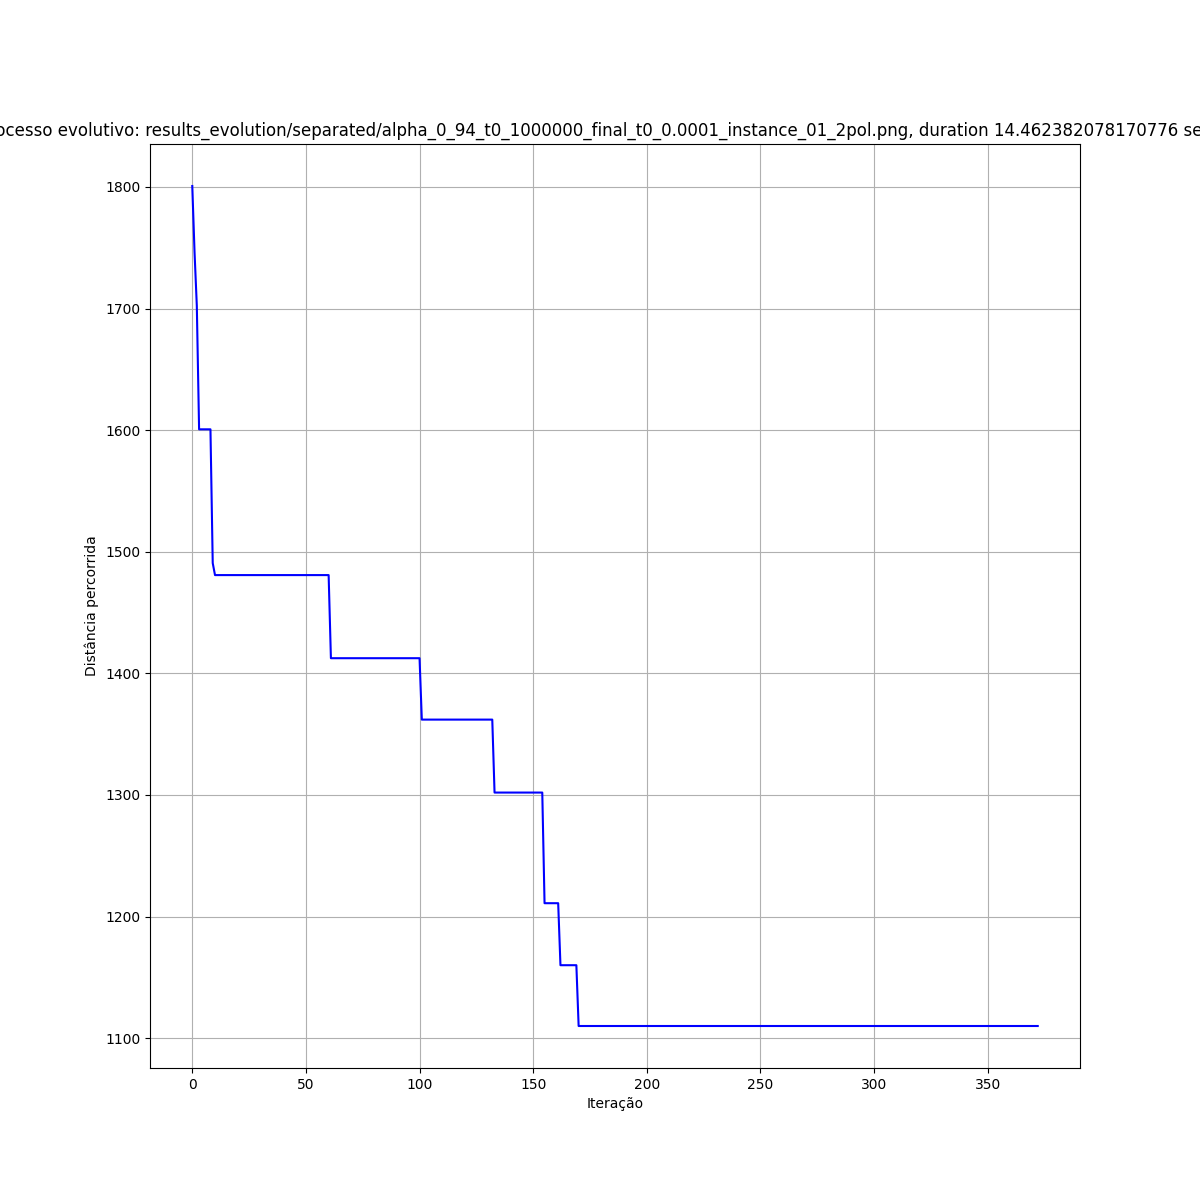 ocesso evolutivo: results_evolution/separated/alpha_0_94_t0_1000000_final_t0_0.0001_instance_01_2pol.png, duration 14.462382078170776 se
1800
1700
1600
1500
1400
1300
1200
1100
Distância percorrida
0 50 100 150 200 250 300 350
Iteração